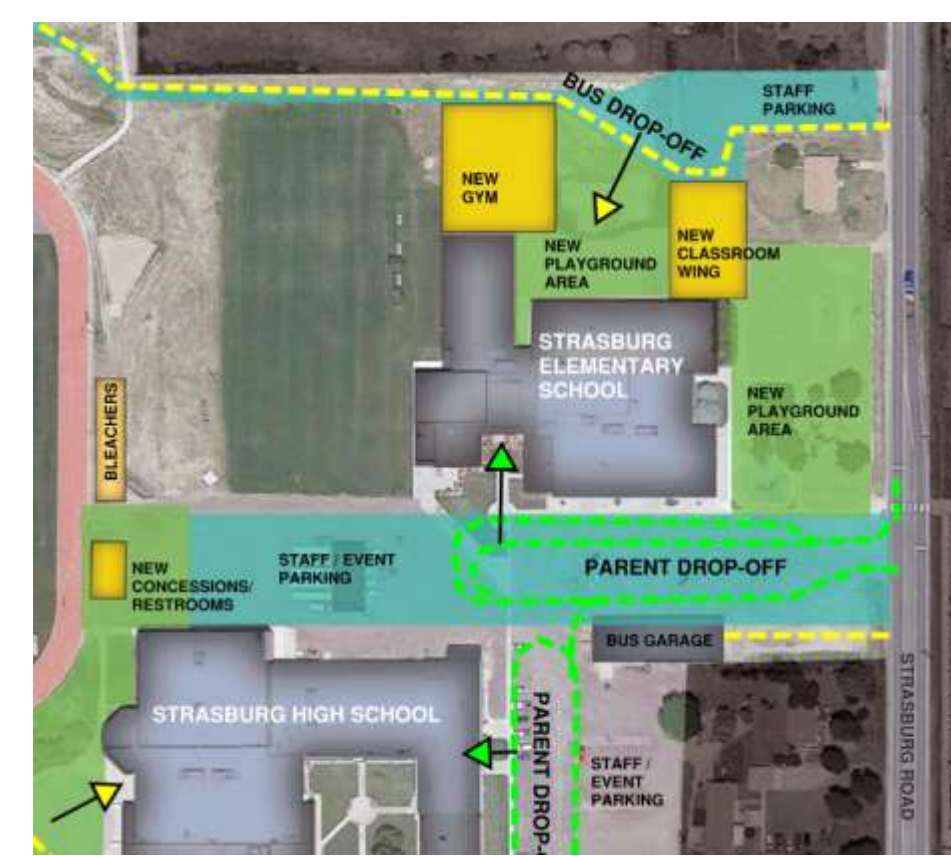 BUS DROP-OFF
STAFF
PARKING
NEW
GYM
NEW
PLAYGROUND
AREA
NEW
CLASSROOM
WING
STRASBURG
ELEMENTARY
SCHOOL
NEW
PLAYGROUND
AREA
BLEACHERS
STAFF / EVENT
PARKING
PARENT DROP-OFF
NEW
CONCESSIONS/
RESTROOMS
BUS GARAGE
STRASBURG HIGH SCHOOL
PARENT DROP-
STAFF /
EVENT
PARKING
STRASBURG ROAD